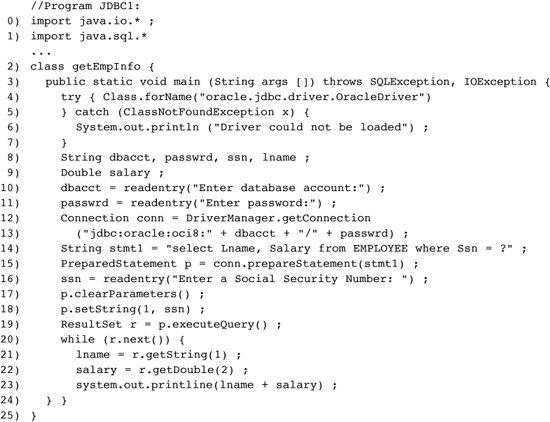 //Program JDBC1:
0) import java.io.* ;
1) import java.sql.*
...
2) class getEmpInfo {
3) public static void main (String args []) throws SQLException, IOException {
4) try { Class.forName("oracle.jdbc.driver.OracleDriver")
5) } catch (ClassNotFoundException x) {
6) System.out.println ("Driver could not be loaded") ;
7) }
8) String dbacct, passwrd, ssn, lname ;
9) Double salary ;
10) dbacct = readentry("Enter database account:") ;
11) passwrd = readentry("Enter password:") ;
12) Connection conn = DriverManager.getConnection
13) ("jdbc:oracle:oci8:" + dbacct + "/" + passwrd) ;
14) String stmt1 = "select Lname, Salary from EMPLOYEE where Ssn = ?" ;
15) PreparedStatement p = conn.prepareStatement(stmt1) ;
16) ssn = readentry("Enter a Social Security Number: ") ;
17) p.clearParameters() ;
18) p.setString(1, ssn) ;
19) ResultSet r = p.executeQuery() ;
20) while (r.next()) {
21) lname = r.getString(1) ;
22) salary = r.getDouble(2) ;
23) system.out.printline(lname + salary) ;
24) } }
25) }